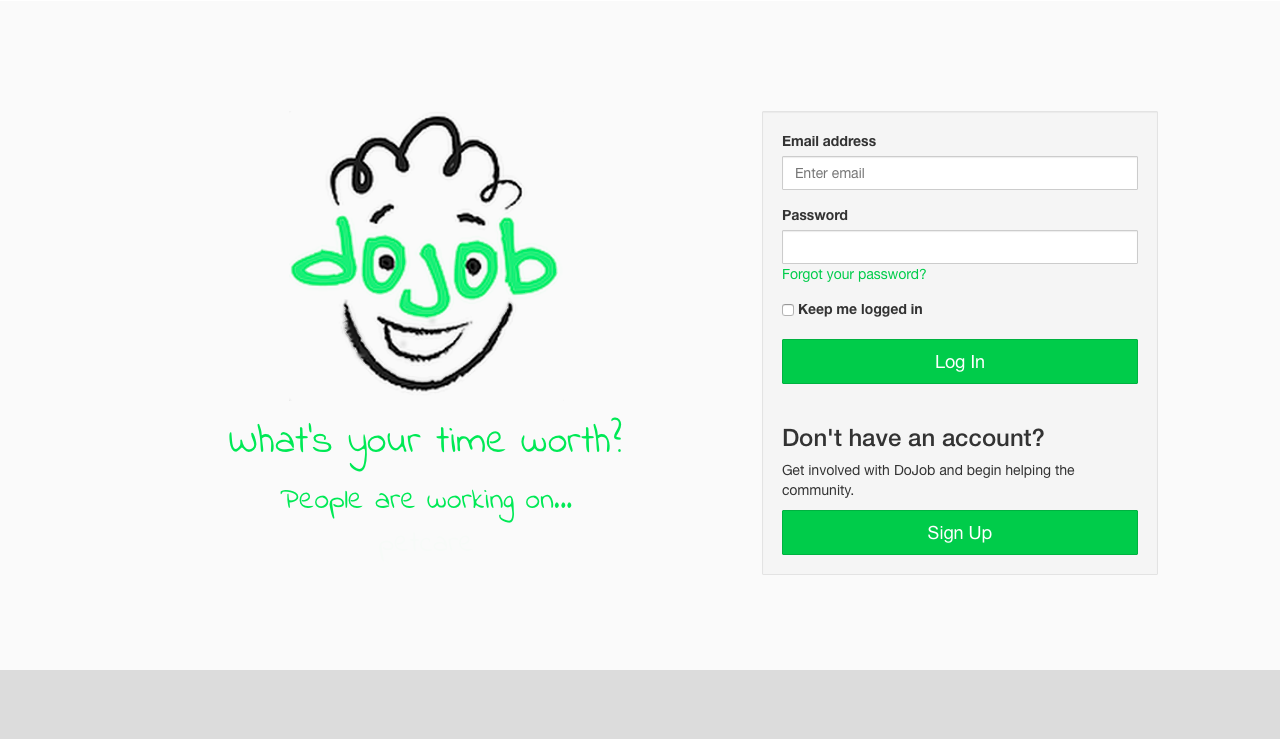 dojob
What's your time worth?
People are working on...
Email address
Enter email
Password
Forgot your password?
Keep me logged in
Log In
Don't have an account?
Get involved with DoJob and begin helping the
community.
Sign Up